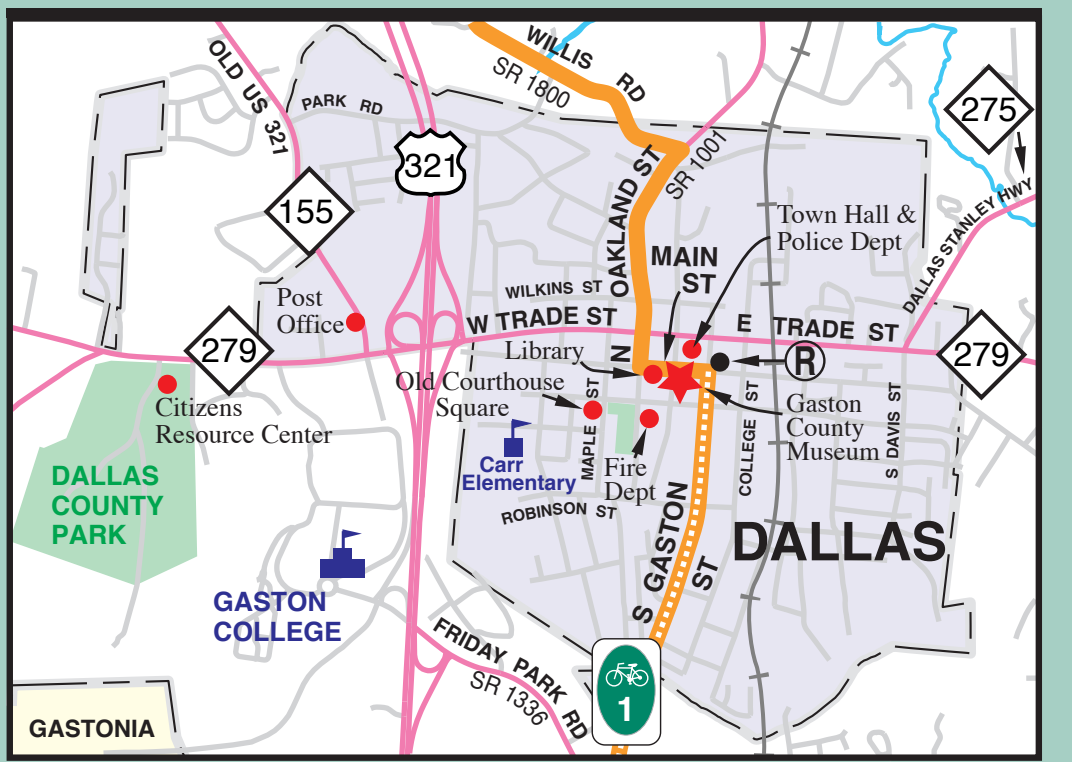 WILLIS RD
SR 1800
OLD US 321
PARK RD
275
321
155
OAKLAND ST
SR 1001
Town Hall &
Police Dept
DALLAS STANLEY HWY
MAIN
ST
WILKINS ST
Post
Office
W TRADE ST
E TRADE ST
279
279
N
Library
R
Old Courthouse
Square
Citizens
Resource Center
MAPLE ST
COLLEGE ST
Gaston
County
Museum
S DAVIS ST
Carr
Elementary
Fire
Dept
DALLAS
COUNTY
PARK
ROBINSON ST
S GASTON
ST
DALLAS
GASTON
COLLEGE
FRIDAY PARK RD
SR 1336
1
GASTONIA